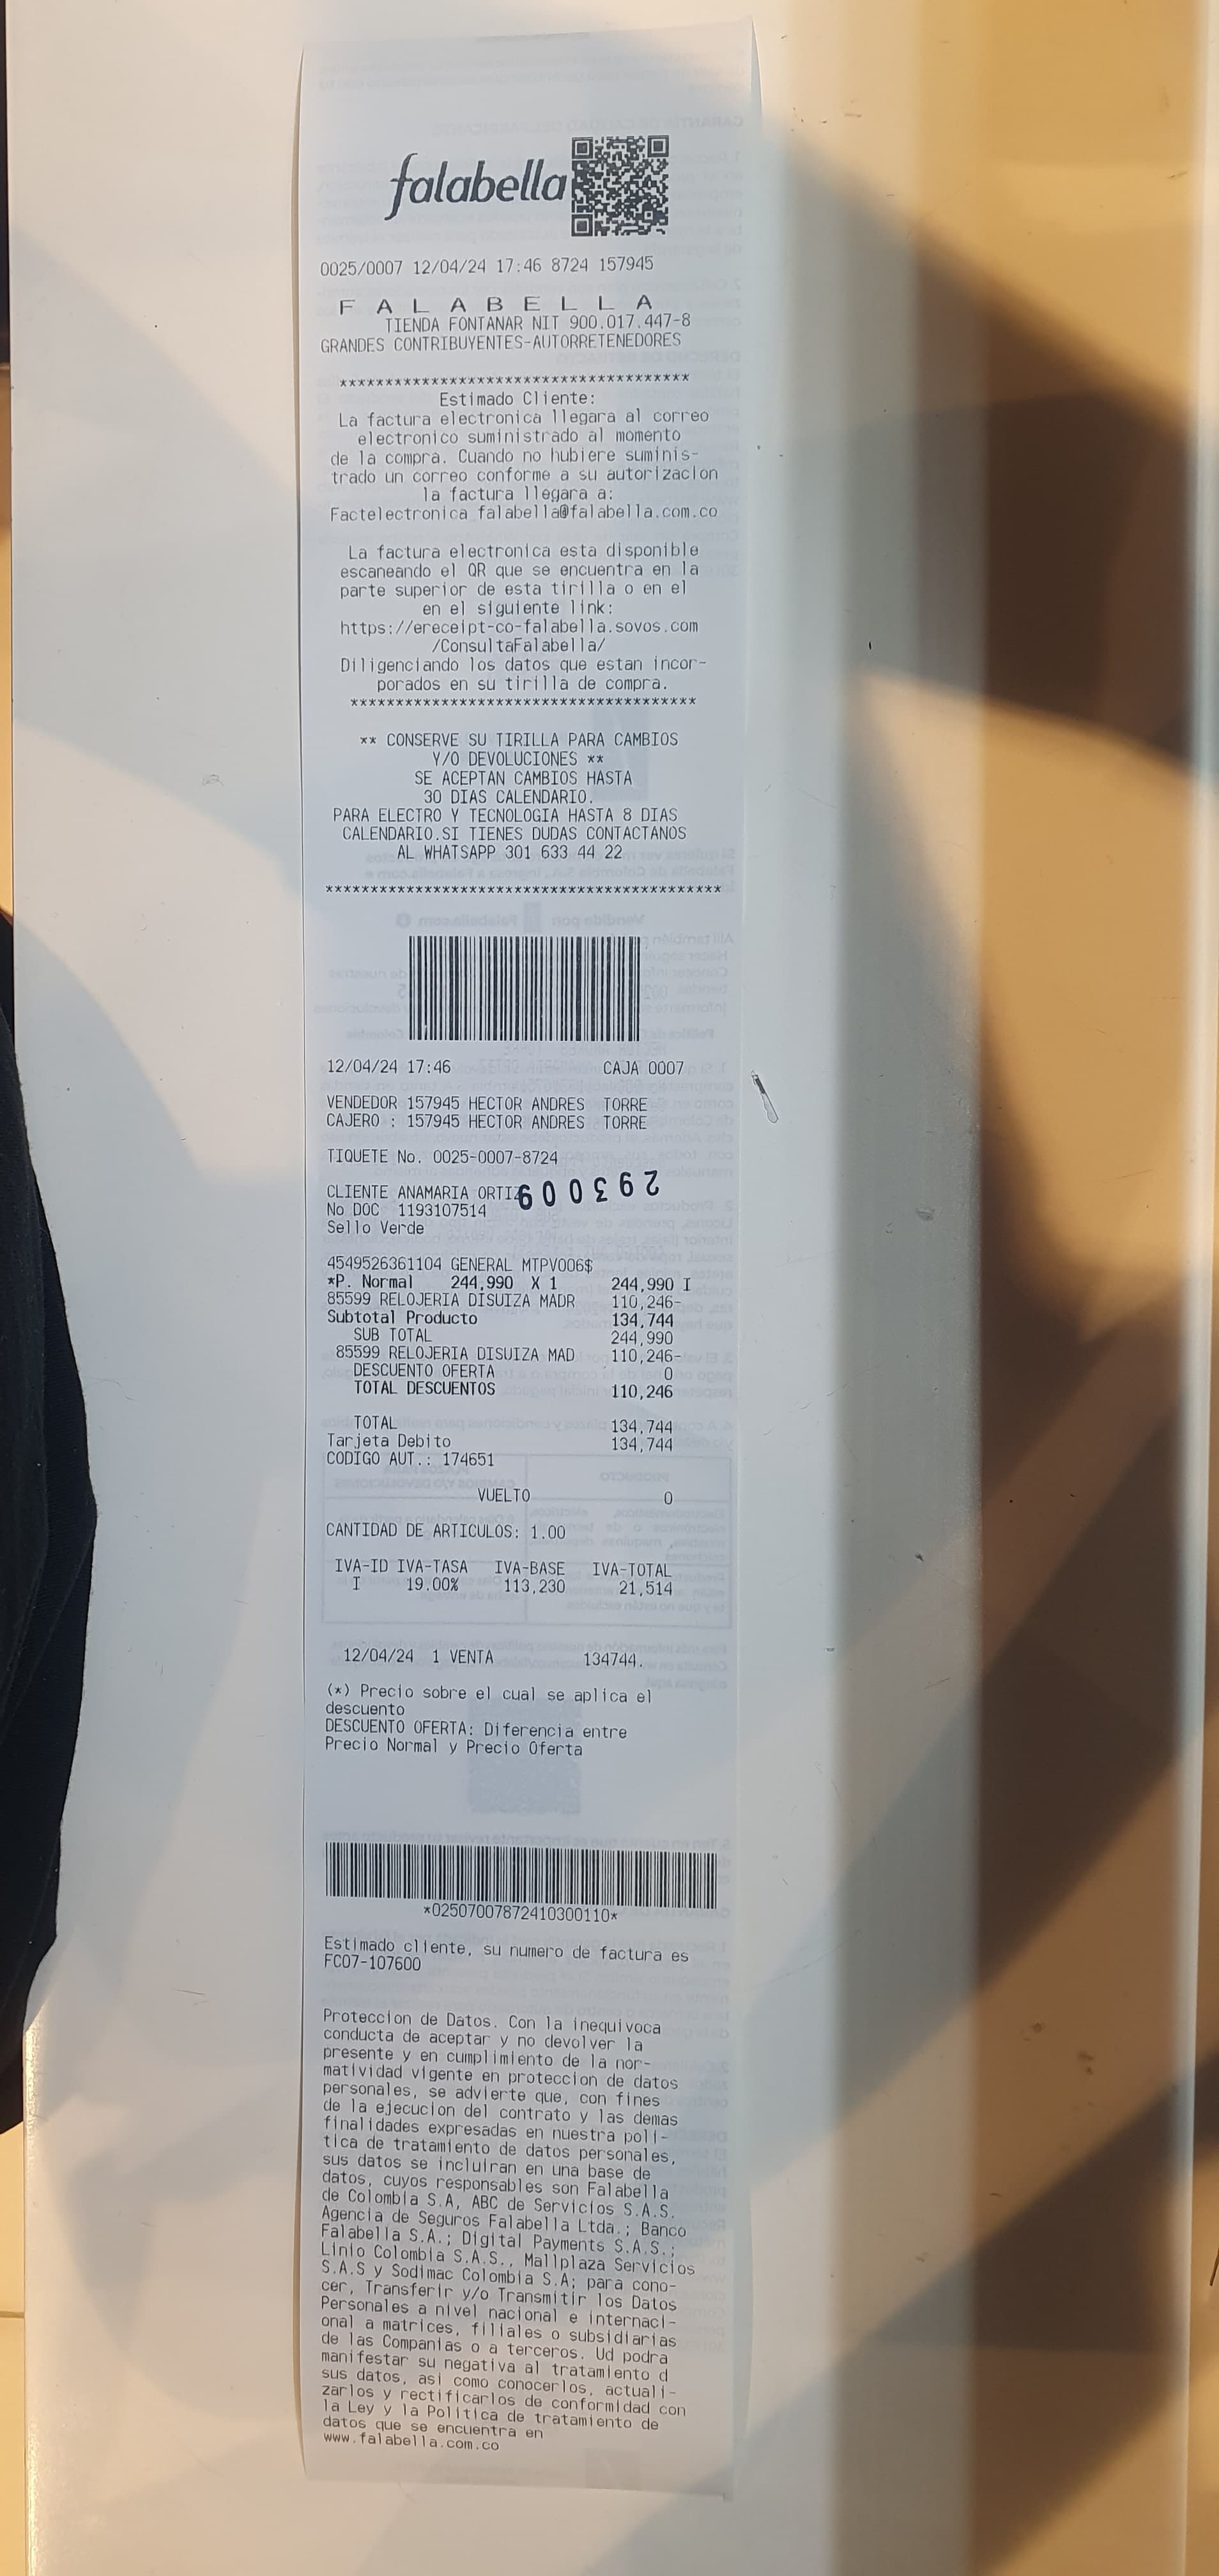 falabella
0025/0007 12/04/24 17:46 8724 157945
F A L A B E L L A
TIENDA FONTANAR NIT 900.017.447-8
GRANDES CONTRIBUYENTES-AUTORRETENEDORES
**************************************
Estimado Cliente:
La factura electronica llegara al correo
electronico suministrado al momento
de la compra. Cuando no hubiere suminis-
trado un correo conforme a su autorizacion
la factura llegara a:
Factelectronica_falabella@falabella.com.co
La factura electronica esta disponible
escaneando el QR que se encuentra en la
parte superior de esta tirilla o en el
en el siguiente link:
https://ereceipt-co-falabella.sovos.com
/ConsultaFalabella/
Diligenciando los datos que estan incor-
porados en su tirilla de compra.
**************************************
** CONSERVE SU TIRILLA PARA CAMBIOS
Y/O DEVOLUCIONES **
SE ACEPTAN CAMBIOS HASTA
30 DIAS CALENDARIO.
PARA ELECTRO Y TECNOLOGIA HASTA 8 DIAS
CALENDARIO.SI TIENES DUDAS CONTACTANOS
AL WHATSAPP 301 633 44 22
********************************************
12/04/24 17:46 CAJA 0007
VENDEDOR 157945 HECTOR ANDRES TORRE
CAJERO : 157945 HECTOR ANDRES TORRE
TIQUETE No. 0025-0007-8724
293009
CLIENTE ANAMARIA ORTIZ
No DOC 1193107514
Sello Verde
4549526361104 GENERAL MTPV006$
*P. Normal 244,990 X 1 244,990 I
85599 RELOJERIA DISUIZA MADR 110,246-
Subtotal Producto 134,744
SUB TOTAL 244,990
85599 RELOJERIA DISUIZA MAD 110,246-
DESCUENTO OFERTA 0
TOTAL DESCUENTOS 110,246
TOTAL 134,744
Tarjeta Debito 134,744
CODIGO AUT.: 174651
VUELTO 0
CANTIDAD DE ARTICULOS: 1.00
IVA-ID IVA-TASA IVA-BASE IVA-TOTAL
I 19.00% 113,230 21,514
12/04/24 1 VENTA 134744.
(*) Precio sobre el cual se aplica el
descuento
DESCUENTO OFERTA: Diferencia entre
Precio Normal y Precio Oferta
*02507007872410300110*
Estimado cliente, su numero de factura es
FC07-107600
Proteccion de Datos. Con la inequivoca
conducta de aceptar y no devolver la
presente y en cumplimiento de la nor-
matividad vigente en proteccion de datos
personales, se advierte que, con fines
de la ejecucion del contrato y las demas
finalidades expresadas en nuestra poli-
tica de tratamiento de datos personales,
sus datos se incluiran en una base de
datos, cuyos responsables son Falabella
de Colombia S.A, ABC de Servicios S.A.S,
Agencia de Seguros Falabella Ltda.; Banco
Falabella S.A.; Digital Payments S.A.S.;
Linio Colombia S.A.S., Mallplaza Servicios
S.A.S y Sodimac Colombia S.A; para cono-
cer, Transferir y/o Transmitir los Datos
Personales a nivel nacional e internaci-
onal a matrices, filiales o subsidiarias
de las Companias o a terceros. Ud podra
manifestar su negativa al tratamiento d
sus datos, asi como conocerlos, actuali-
zarlos y rectificarlos de conformidad con
la Ley y la Politica de tratamiento de
datos que se encuentra en
www.falabella.com.co